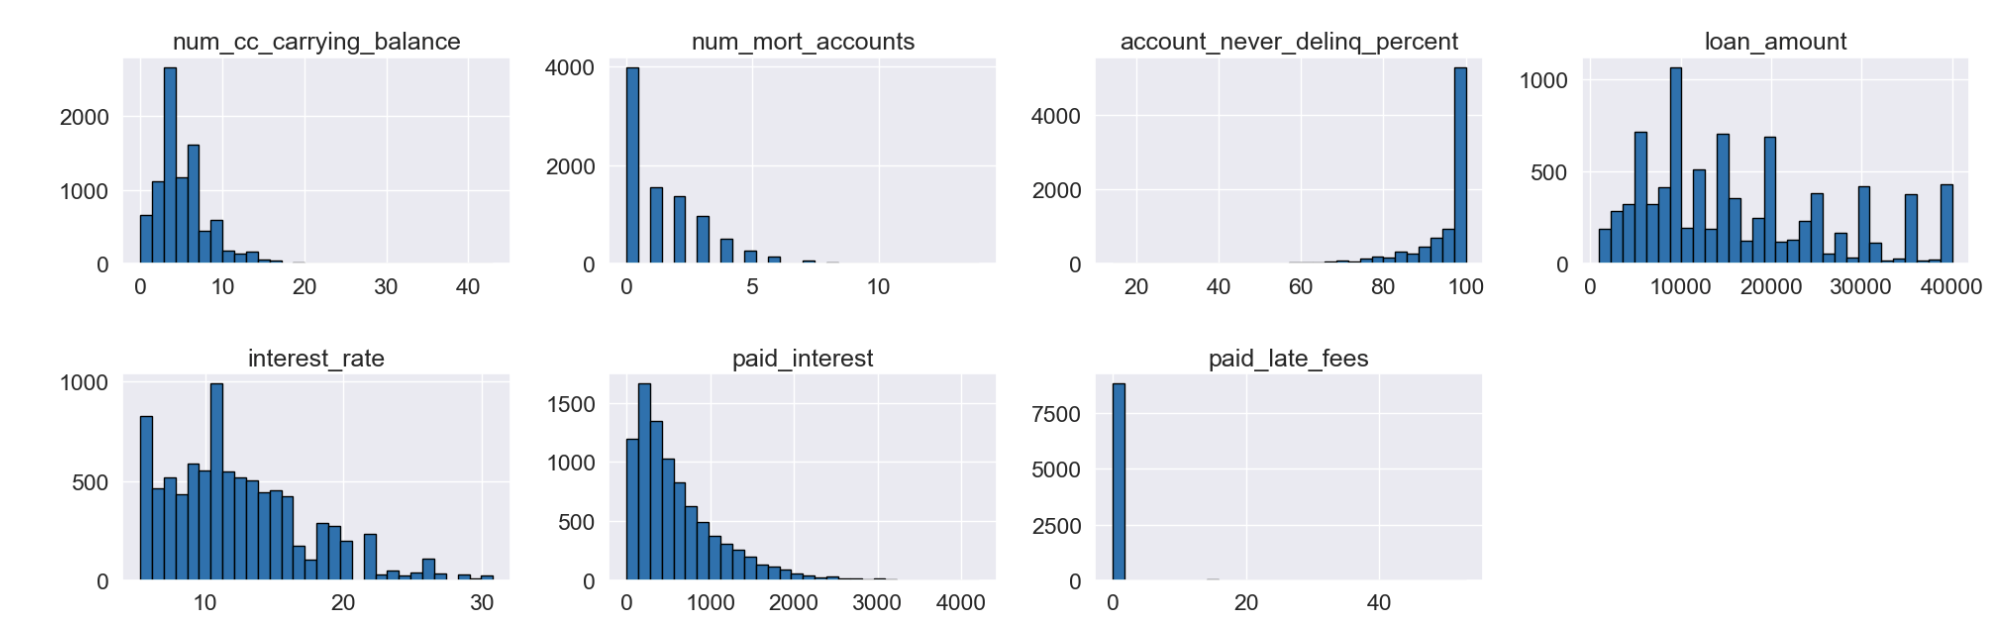 num_cc_carrying_balance
2000
1000
0
0 10 20 30 40
num_mort_accounts
4000
2000
0
0 5 10
account_never_delinq_percent
4000
2000
0
20 40 60 80 100
loan_amount
1000
500
0
0 10000 20000 30000 40000
interest_rate
1000
500
0
10 20 30
paid_interest
1500
1000
500
0
0 1000 2000 3000 4000
paid_late_fees
7500
5000
2500
0
0 20 40